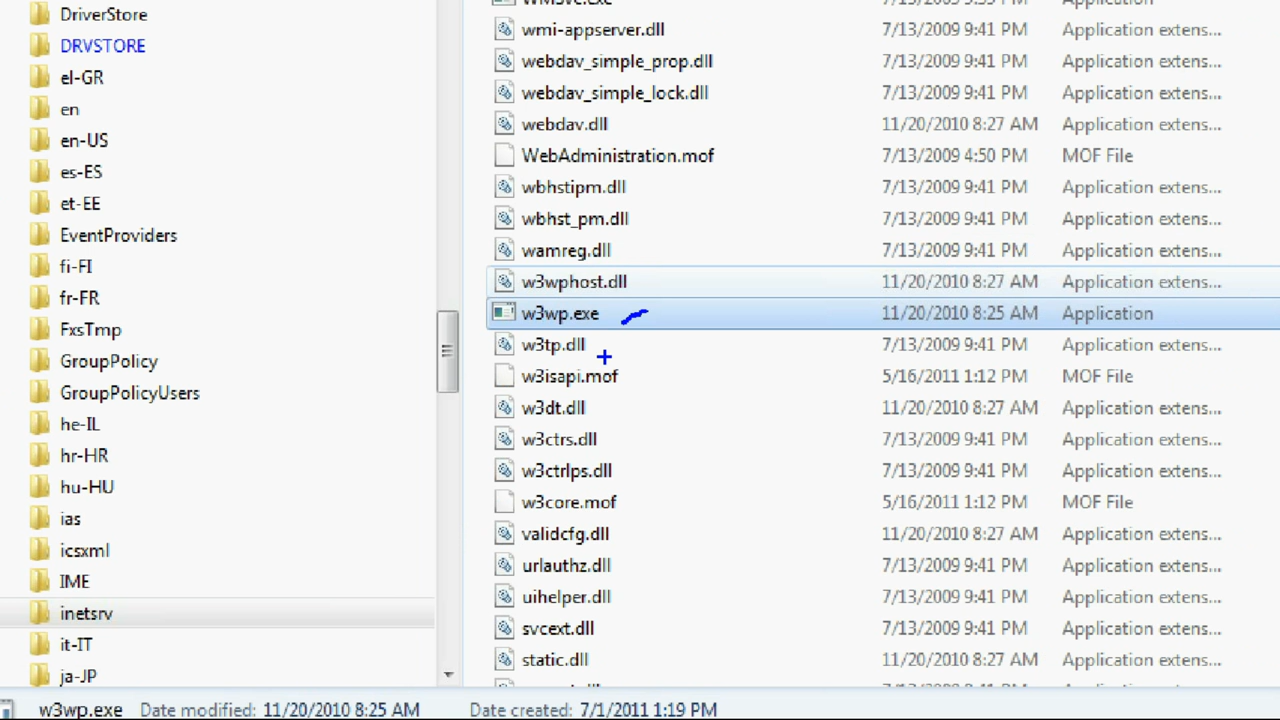 DriverStore
DRVSTORE
el-GR
en
en-US
es-ES
et-EE
EventProviders
fi-FI
fr-FR
FxsTmp
GroupPolicy
GroupPolicyUsers
he-IL
hr-HR
hu-HU
ias
icsxml
IME
inetsrv
it-IT
ja-JP
wmi-appserver.dll 7/13/2009 9:41 PM Application extens...
webdav_simple_prop.dll 7/13/2009 9:41 PM Application extens...
webdav_simple_lock.dll 7/13/2009 9:41 PM Application extens...
webdav.dll 11/20/2010 8:27 AM Application extens...
WebAdministration.mof 7/13/2009 4:50 PM MOF File
wbhstipm.dll 7/13/2009 9:41 PM Application extens...
wbhst_pm.dll 7/13/2009 9:41 PM Application extens...
wamreg.dll 7/13/2009 9:41 PM Application extens...
w3wphost.dll 11/20/2010 8:27 AM Application extens...
w3wp.exe 11/20/2010 8:25 AM Application
w3tp.dll 7/13/2009 9:41 PM Application extens...
w3isapi.mof 5/16/2011 1:12 PM MOF File
w3dt.dll 11/20/2010 8:27 AM Application extens...
w3ctrs.dll 7/13/2009 9:41 PM Application extens...
w3ctrlps.dll 7/13/2009 9:41 PM Application extens...
w3core.mof 5/16/2011 1:12 PM MOF File
validcfg.dll 11/20/2010 8:27 AM Application extens...
urlauthz.dll 7/13/2009 9:41 PM Application extens...
uihelper.dll 7/13/2009 9:41 PM Application extens...
svcext.dll 7/13/2009 9:41 PM Application extens...
static.dll 11/20/2010 8:27 AM Application extens...
w3wp.exe Date modified: 11/20/2010 8:25 AM Date created: 7/1/2011 1:19 PM